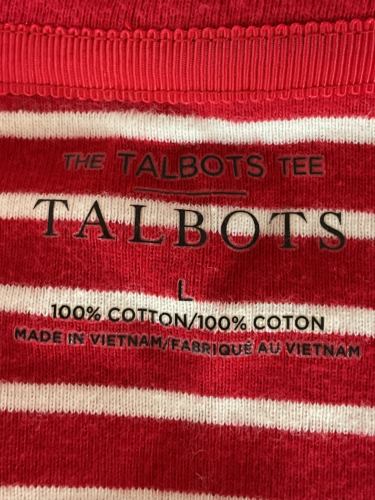 THE TALBOTS TEE
TALBOTS
L
100% COTTON/100% COTON
MADE IN VIETNAM/FABRIQUÉ AU VIETNAM